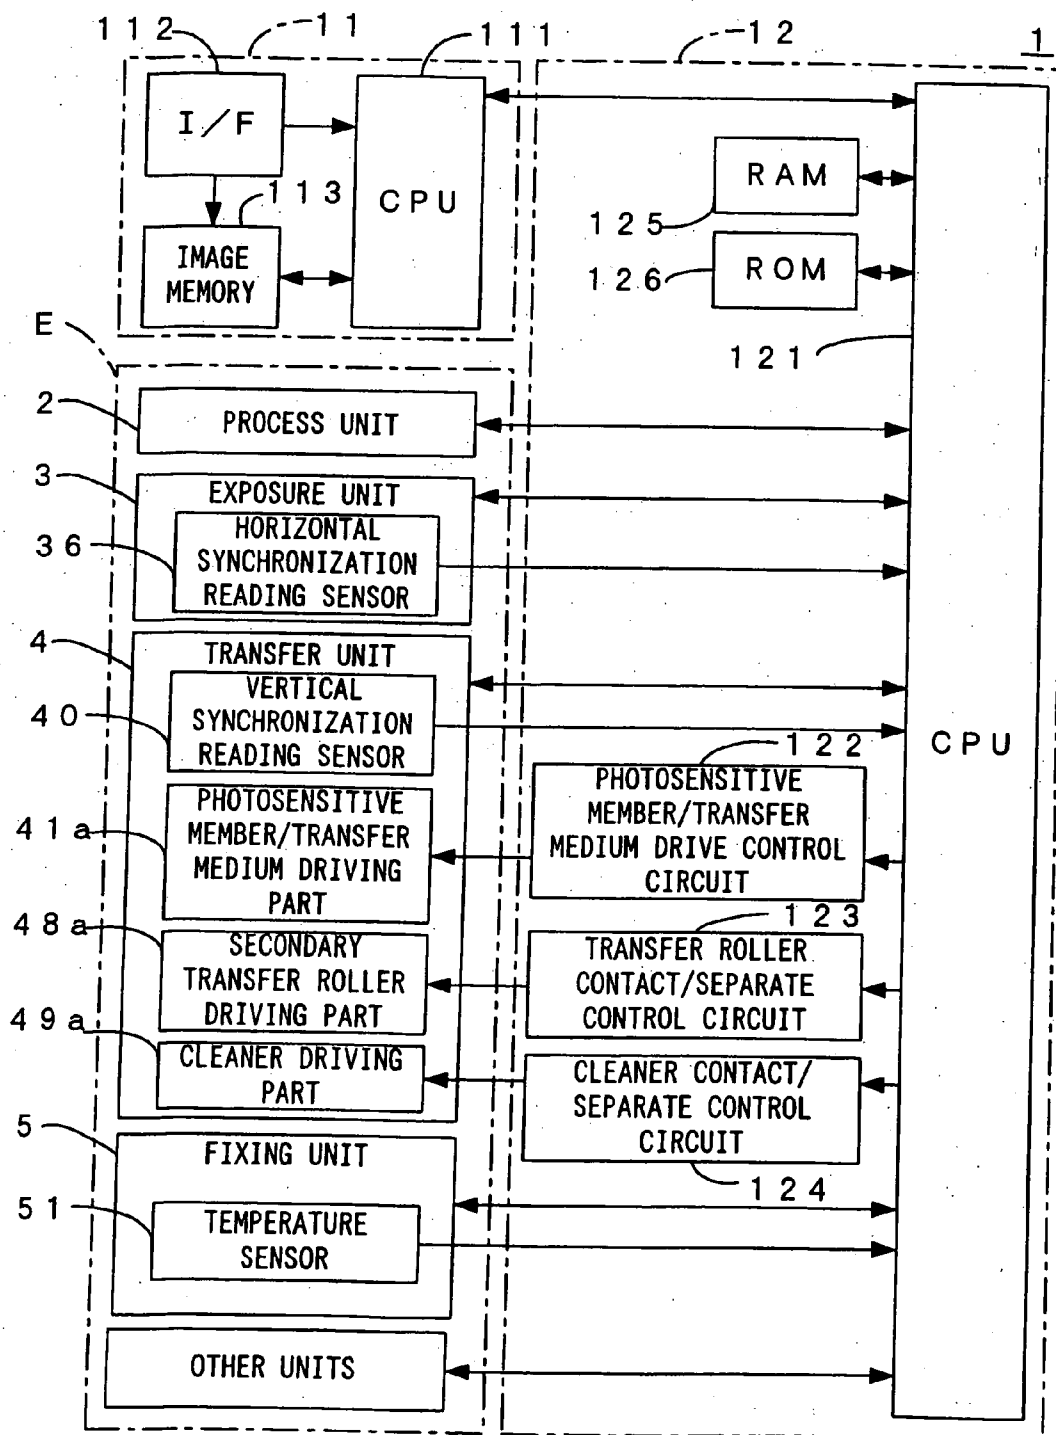 112
11
111
12
1
I/F
CPU
113
IMAGE
MEMORY
RAM
125
ROM
126
121
E
2
PROCESS UNIT
3
EXPOSURE UNIT
36
HORIZONTAL
SYNCHRONIZATION
READING SENSOR
4
TRANSFER UNIT
40
VERTICAL
SYNCHRONIZATION
READING SENSOR
CPU
122
41a
PHOTOSENSITIVE
MEMBER/TRANSFER
MEDIUM DRIVING
PART
PHOTOSENSITIVE
MEMBER/TRANSFER
MEDIUM DRIVE CONTROL
CIRCUIT
123
48a
SECONDARY
TRANSFER ROLLER
DRIVING PART
TRANSFER ROLLER
CONTACT/SEPARATE
CONTROL CIRCUIT
49a
CLEANER DRIVING
PART
CLEANER CONTACT/
SEPARATE CONTROL
CIRCUIT
124
5
FIXING UNIT
51
TEMPERATURE
SENSOR
OTHER UNITS